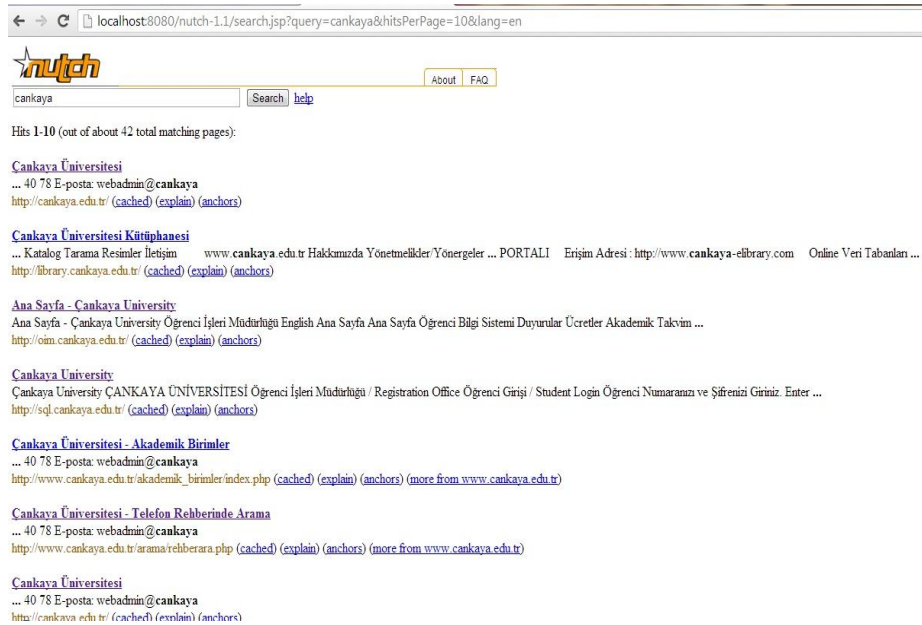 localhost:8080/nutch-1.1/search.jsp?query=cankaya&hitsPerPage=10&lang=en
nutch
About FAQ
cankaya Search help
Hits 1-10 (out of about 42 total matching pages):
Çankaya Üniversitesi
... 40 78 E-posta: webadmin@cankaya
http://cankaya.edu.tr/ (cached) (explain) (anchors)
Çankaya Üniversitesi Kütüphanesi
... Katalog Tarama Resimler İletişim www.cankaya.edu.tr Hakkımızda Yönetmelikler/Yönergeler ... PORTALI Erişim Adresi : http://www.cankaya-elibrary.com Online Veri Tabanları ...
http://library.cankaya.edu.tr/ (cached) (explain) (anchors)
Ana Sayfa - Çankaya University
Ana Sayfa - Çankaya University Öğrenci İşleri Müdürlüğü English Ana Sayfa Ana Sayfa Öğrenci Bilgi Sistemi Duyurular Ücretler Akademik Takvim ...
http://oim.cankaya.edu.tr/ (cached) (explain) (anchors)
Çankaya University
Çankaya University ÇANKAYA ÜNİVERSİTESİ Öğrenci İşleri Müdürlüğü / Registration Office Öğrenci Girişi / Student Login Öğrenci Numaranızı ve Şifrenizi Giriniz. Enter ...
http://sql.cankaya.edu.tr/ (cached) (explain) (anchors)
Çankaya Üniversitesi - Akademik Birimler
... 40 78 E-posta: webadmin@cankaya
http://www.cankaya.edu.tr/akademik_birimler/index.php (cached) (explain) (anchors) (more from www.cankaya.edu.tr)
Çankaya Üniversitesi - Telefon Rehberinde Arama
... 40 78 E-posta: webadmin@cankaya
http://www.cankaya.edu.tr/arama/rehberara.php (cached) (explain) (anchors) (more from www.cankaya.edu.tr)
Çankaya Üniversitesi
... 40 78 E-posta: webadmin@cankaya
http://cankaya.edu.tr/ (cached) (explain) (anchors)